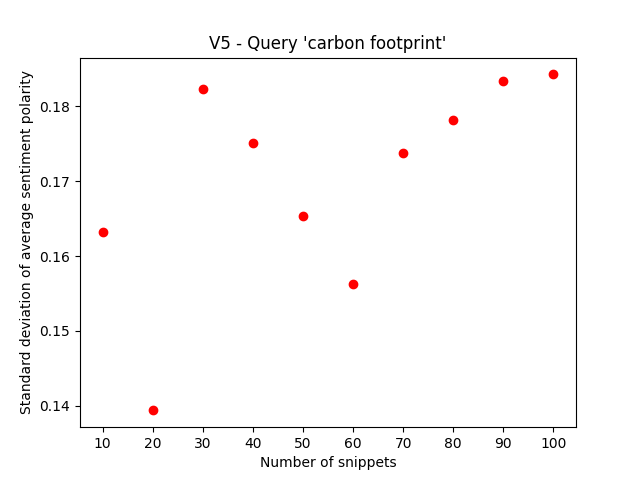 V5 - Query 'carbon footprint'
Standard deviation of average sentiment polarity
0.18
0.17
0.16
0.15
0.14
10 20 30 40 50 60 70 80 90 100
Number of snippets